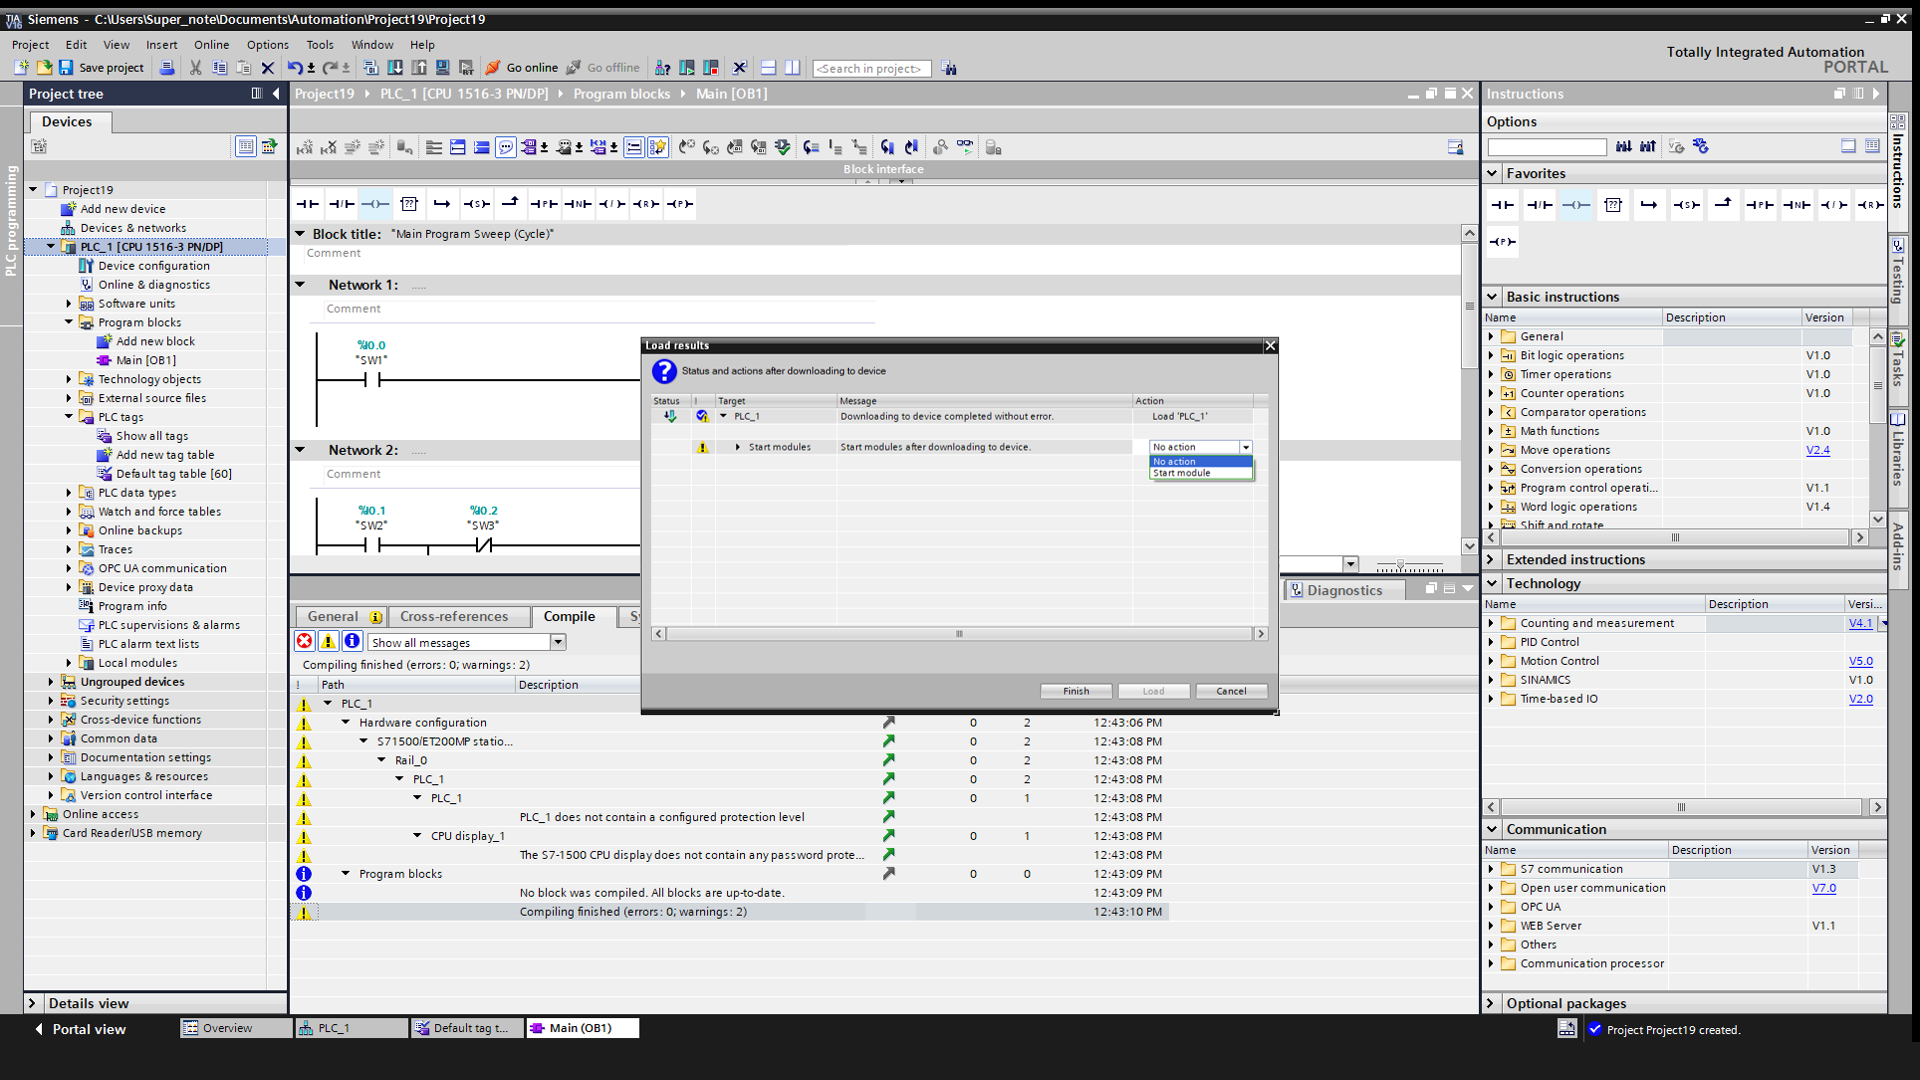 Siemens - C:\Users\Super_note\Documents\Automation\Project19\Project19
Project Edit View Insert Online Options Tools Window Help
Totally Integrated Automation
PORTAL
Save project Go online Go offline <Search in project>
Project tree
Project19 PLC_1 [CPU 1516-3 PN/DP] Program blocks Main [OB1]
Instructions
Devices
Options
PLC programming
Block interface
Project19
Add new device
Devices & networks
PLC_1 [CPU 1516-3 PN/DP]
Device configuration
Online & diagnostics
Software units
Program blocks
Add new block
Main [OB1]
Technology objects
External source files
PLC tags
Show all tags
Add new tag table
Default tag table [60]
PLC data types
Watch and force tables
Online backups
Traces
OPC UA communication
Device proxy data
Program info
PLC supervisions & alarms
PLC alarm text lists
Local modules
Ungrouped devices
Security settings
Cross-device functions
Common data
Documentation settings
Languages & resources
Version control interface
Online access
Card Reader/USB memory
Details view
Block title: "Main Program Sweep (Cycle)"
Comment
Network 1: .....
Comment
%I0.0
"SW1"
Network 2: .....
Comment
%I0.1 %I0.2
"SW2" "SW3"
Load results
Status and actions after downloading to device
Status ! Target Message Action
PLC_1 Downloading to device completed without error. Load 'PLC_1'
Start modules Start modules after downloading to device. No action
No action
Start module
Finish Load Cancel
Diagnostics
General Cross-references Compile
Show all messages
Compiling finished (errors: 0; warnings: 2)
! Path Description
PLC_1
Hardware configuration 0 2 12:43:06 PM
S71500/ET200MP statio... 0 2 12:43:08 PM
Rail_0 0 2 12:43:08 PM
PLC_1 0 2 12:43:08 PM
PLC_1 0 1 12:43:08 PM
PLC_1 does not contain a configured protection level 12:43:08 PM
CPU display_1 0 1 12:43:08 PM
The S7-1500 CPU display does not contain any password prote... 12:43:08 PM
Program blocks 0 0 12:43:09 PM
No block was compiled. All blocks are up-to-date. 12:43:09 PM
Compiling finished (errors: 0; warnings: 2) 12:43:10 PM
Favorites
Basic instructions
Name Description Version
General
Bit logic operations V1.0
Timer operations V1.0
Counter operations V1.0
Comparator operations
Math functions V1.0
Move operations V2.4
Conversion operations
Program control operati... V1.1
Word logic operations V1.4
Shift and rotate
Extended instructions
Technology
Name Description Versi...
Counting and measurement V4.1
PID Control
Motion Control V5.0
SINAMICS V1.0
Time-based IO V2.0
Communication
Name Description Version
S7 communication V1.3
Open user communication V7.0
OPC UA
WEB Server V1.1
Others
Communication processor
Optional packages
Instructions
Testing
Tasks
Libraries
Add-ins
Portal view Overview PLC_1 Default tag t... Main (OB1)
Project Project19 created.